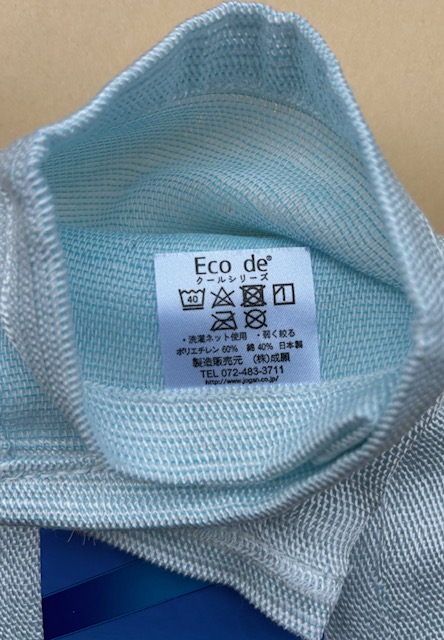 Eco de®
クールシリーズ
40
・洗濯ネット使用 ・弱く絞る
ポリエチレン 60% 綿 40% 日本製
製造販売元 (株)成願
TEL 072-483-3711
http://www.jogan.co.jp/